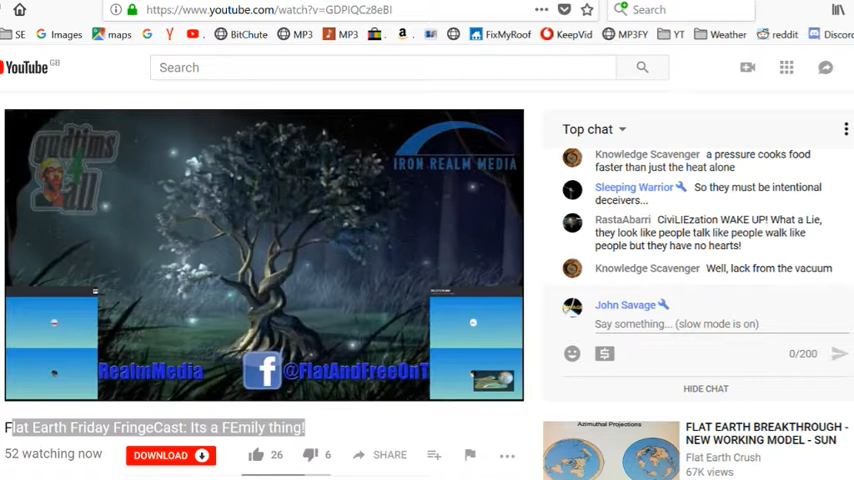 https://www.youtube.com/watch?v=GDPIQCz8eBI
Search
SE
Images
maps
BitChute
MP3
MP3
FixMyRoof
KeepVid
MP3FY
YT
Weather
reddit
Discord
YouTube GB
Search
gudtims
4all
IRON REALM MEDIA
RealmMedia
@FlatAndFreeOnT
Top chat
Knowledge Scavenger a pressure cooks food
faster than just the heat alone
Sleeping Warrior So they must be intentional
deceivers...
RastaAbarri CiviLIEzation WAKE UP! What a Lie,
they look like people talk like people walk like
people but they have no hearts!
Knowledge Scavenger Well, lack from the vacuum
John Savage
Say something... (slow mode is on)
0/200
HIDE CHAT
Flat Earth Friday FringeCast: Its a FEmily thing!
52 watching now
DOWNLOAD
26
6
SHARE
Azimuthal Projections
FLAT EARTH BREAKTHROUGH -
NEW WORKING MODEL - SUN
Flat Earth Crush
67K views